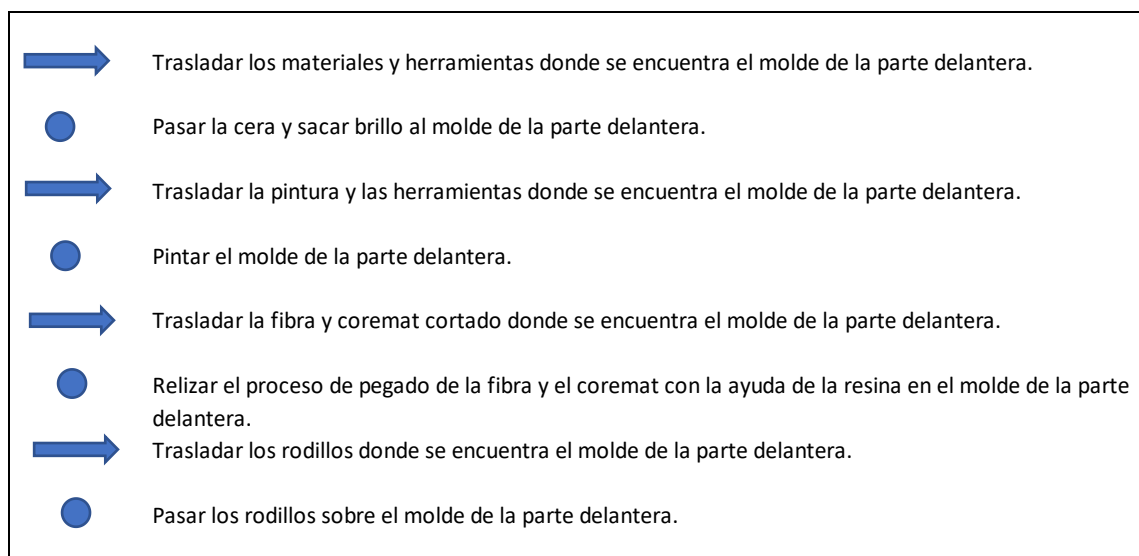 Trasladar los materiales y herramientas donde se encuentra el molde de la parte delantera.
Pasar la cera y sacar brillo al molde de la parte delantera.
Trasladar la pintura y las herramientas donde se encuentra el molde de la parte delantera.
Pintar el molde de la parte delantera.
Trasladar la fibra y coremat cortado donde se encuentra el molde de la parte delantera.
Relizar el proceso de pegado de la fibra y el coremat con la ayuda de la resina en el molde de la parte
delantera.
Trasladar los rodillos donde se encuentra el molde de la parte delantera.
Pasar los rodillos sobre el molde de la parte delantera.